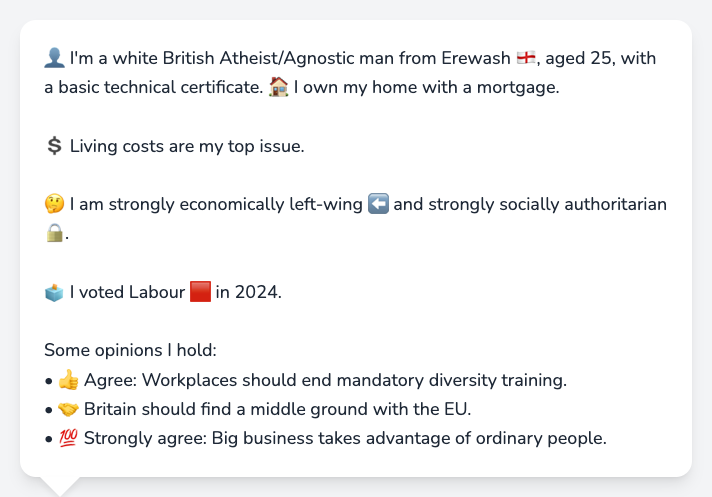 👤 I'm a white British Atheist/Agnostic man from Erewash 🏴󠁧󠁢󠁥󠁮󠁧󠁿, aged 25, with
a basic technical certificate. 🏠 I own my home with a mortgage.
💲 Living costs are my top issue.
🤔 I am strongly economically left-wing ⬅️ and strongly socially authoritarian
🔒.
🗳️ I voted Labour 🟥 in 2024.
Some opinions I hold:
• 👍 Agree: Workplaces should end mandatory diversity training.
• 🤝 Britain should find a middle ground with the EU.
• 💯 Strongly agree: Big business takes advantage of ordinary people.